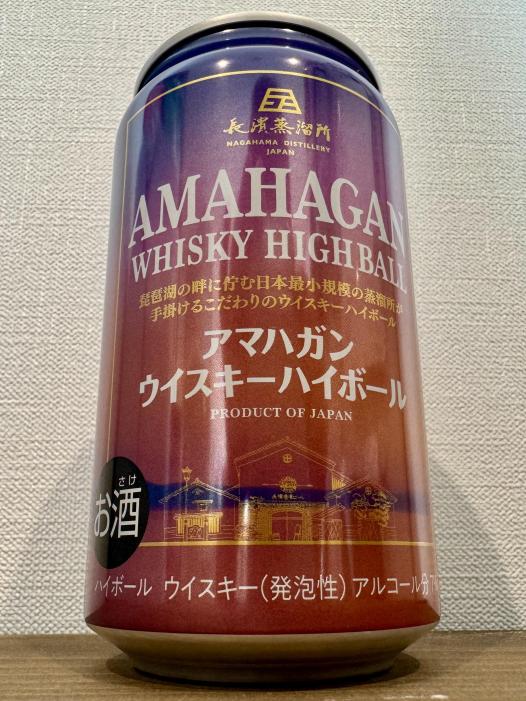 長濱蒸溜所
NAGAHAMA DISTILLERY
JAPAN
AMAHAGAN
WHISKY HIGHBALL
琵琶湖の畔に佇む日本最小規模の蒸溜所が
手掛けるこだわりのウイスキーハイボール
アマハガン
ウイスキーハイボール
PRODUCT OF JAPAN
さけ
お酒
ハイボール ウイスキー(発泡性) アルコール分7